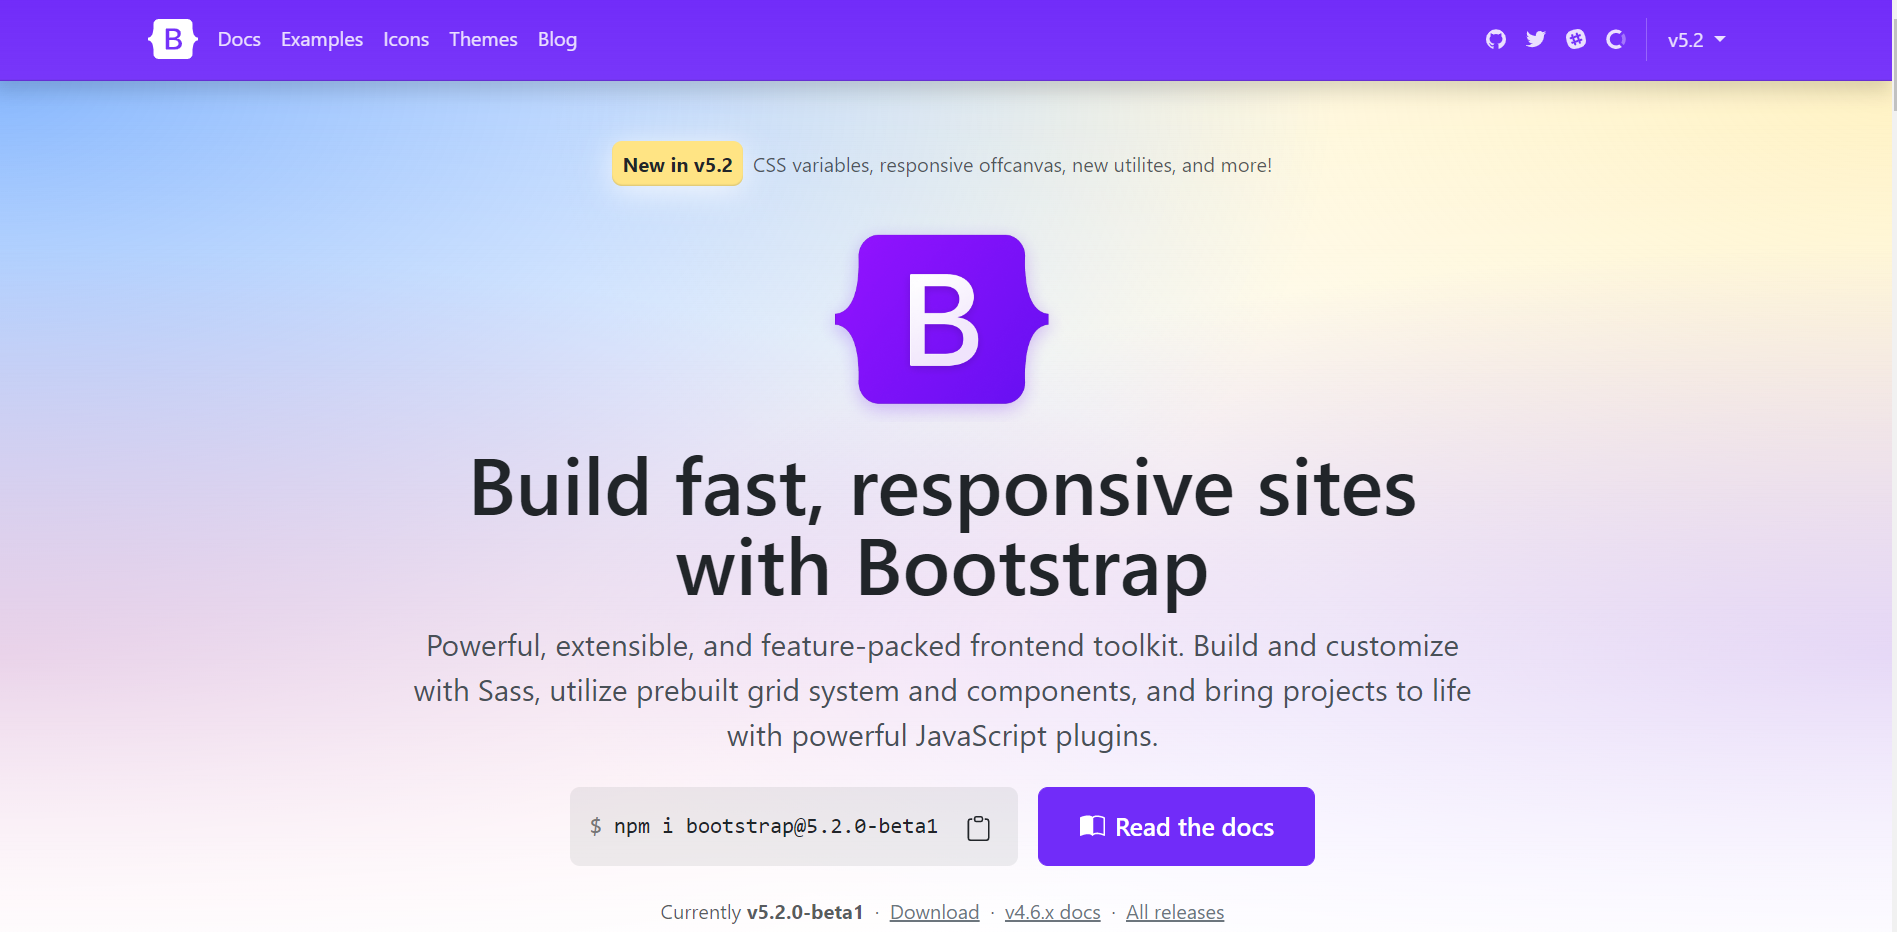 B Docs Examples Icons Themes Blog v5.2
New in v5.2 CSS variables, responsive offcanvas, new utilites, and more!
B
Build fast, responsive sites
with Bootstrap
Powerful, extensible, and feature-packed frontend toolkit. Build and customize
with Sass, utilize prebuilt grid system and components, and bring projects to life
with powerful JavaScript plugins.
$ npm i bootstrap@5.2.0-beta1 Read the docs
Currently v5.2.0-beta1 · Download · v4.6.x docs · All releases